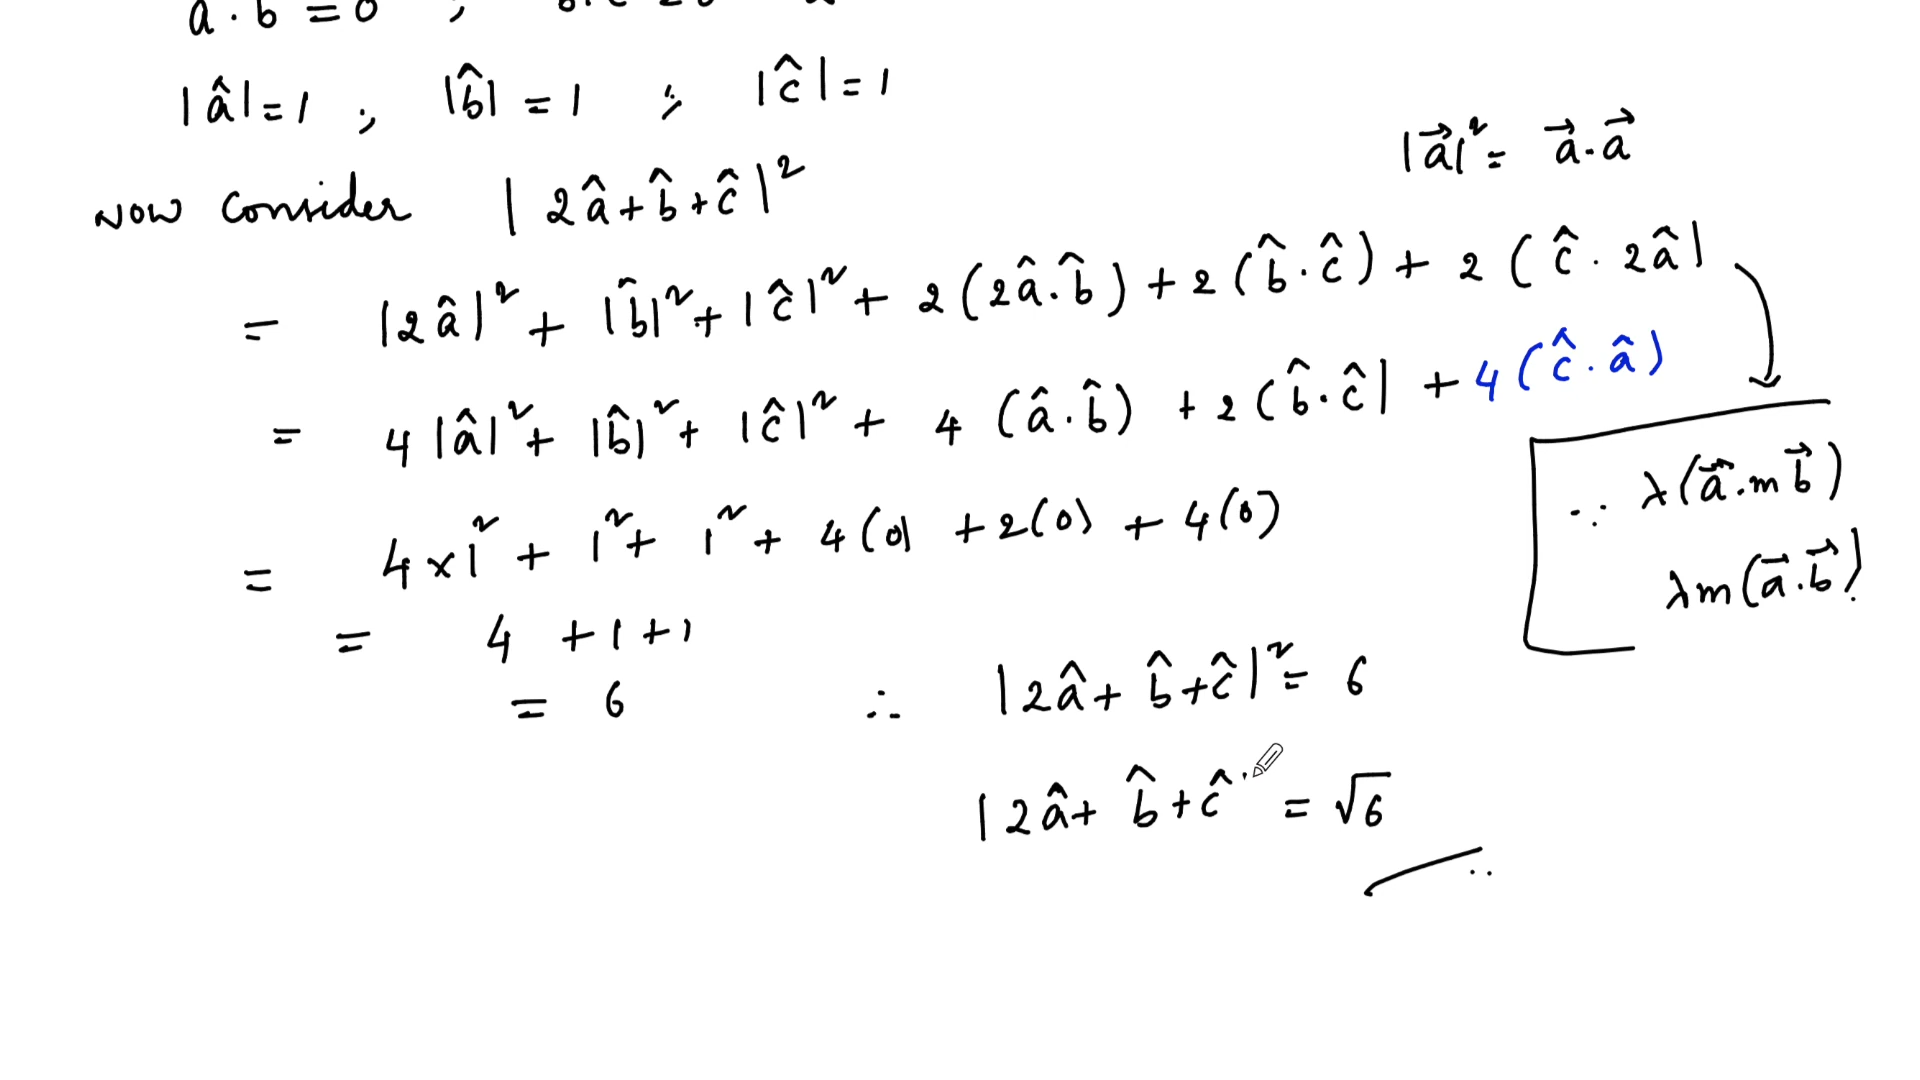 a . b = 0 ;
|â| = 1 ; |b̂| = 1 ; |ĉ| = 1
|a⃗|² = a⃗ . a⃗
Now consider | 2â + b̂ + ĉ |²
= |2â|² + |b̂|² + |ĉ|² + 2 (2â . b̂) + 2 (b̂ . ĉ) + 2 ( ĉ . 2â |
= 4 |â|² + |b̂|² + |ĉ|² + 4 (â . b̂) + 2 (b̂ . ĉ| + 4 (ĉ . â)
∵ λ(a⃗ . m b⃗)
λm(a⃗ . b⃗)
= 4 × 1² + 1² + 1² + 4(0) + 2(0) + 4(0)
= 4 + 1 + 1
= 6 ∴ |2â + b̂ + ĉ|² = 6
|2â + b̂ + ĉ = √6